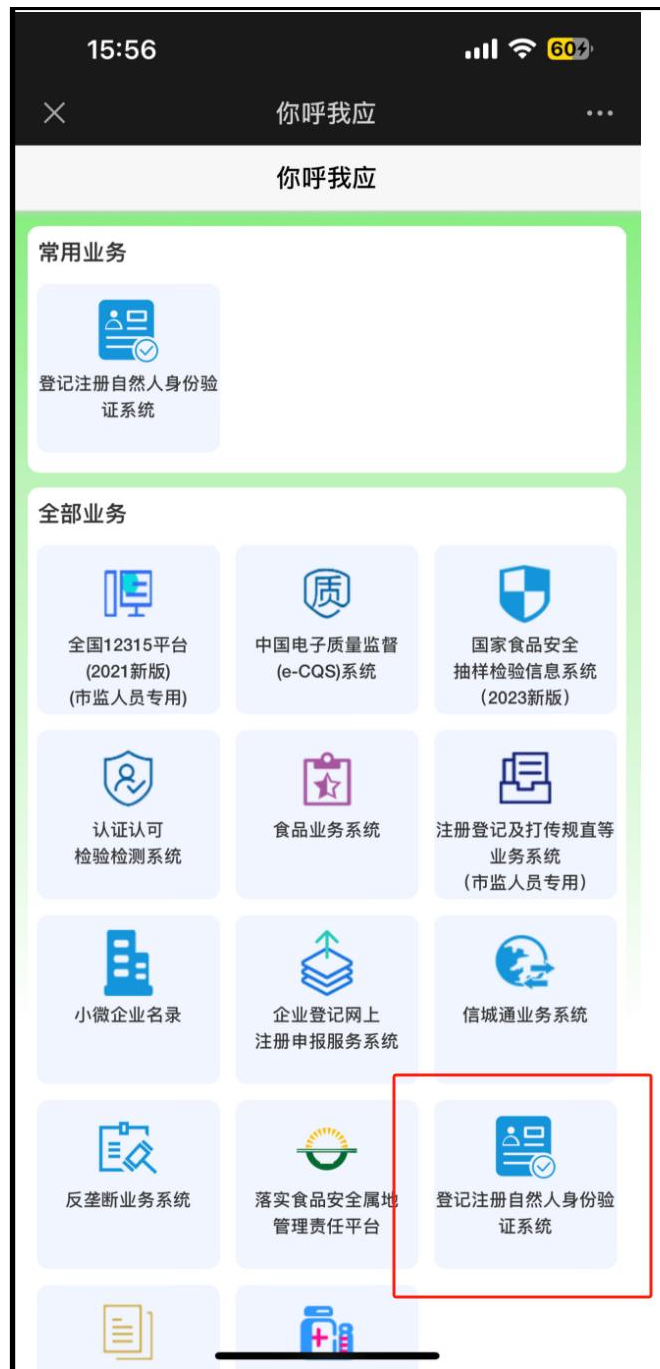 15:56
60
你呼我应
你呼我应
常用业务
登记注册自然人身份验
证系统
全部业务
全国12315平台
(2021新版)
(市监人员专用)
中国电子质量监督
(e-CQS)系统
国家食品安全
抽样检验信息系统
（2023新版）
认证认可
检验检测系统
食品业务系统
注册登记及打传规直等
业务系统
（市监人员专用）
小微企业名录
企业登记网上
注册申报服务系统
信城通业务系统
反垄断业务系统
落实食品安全属地
管理责任平台
登记注册自然人身份验
证系统